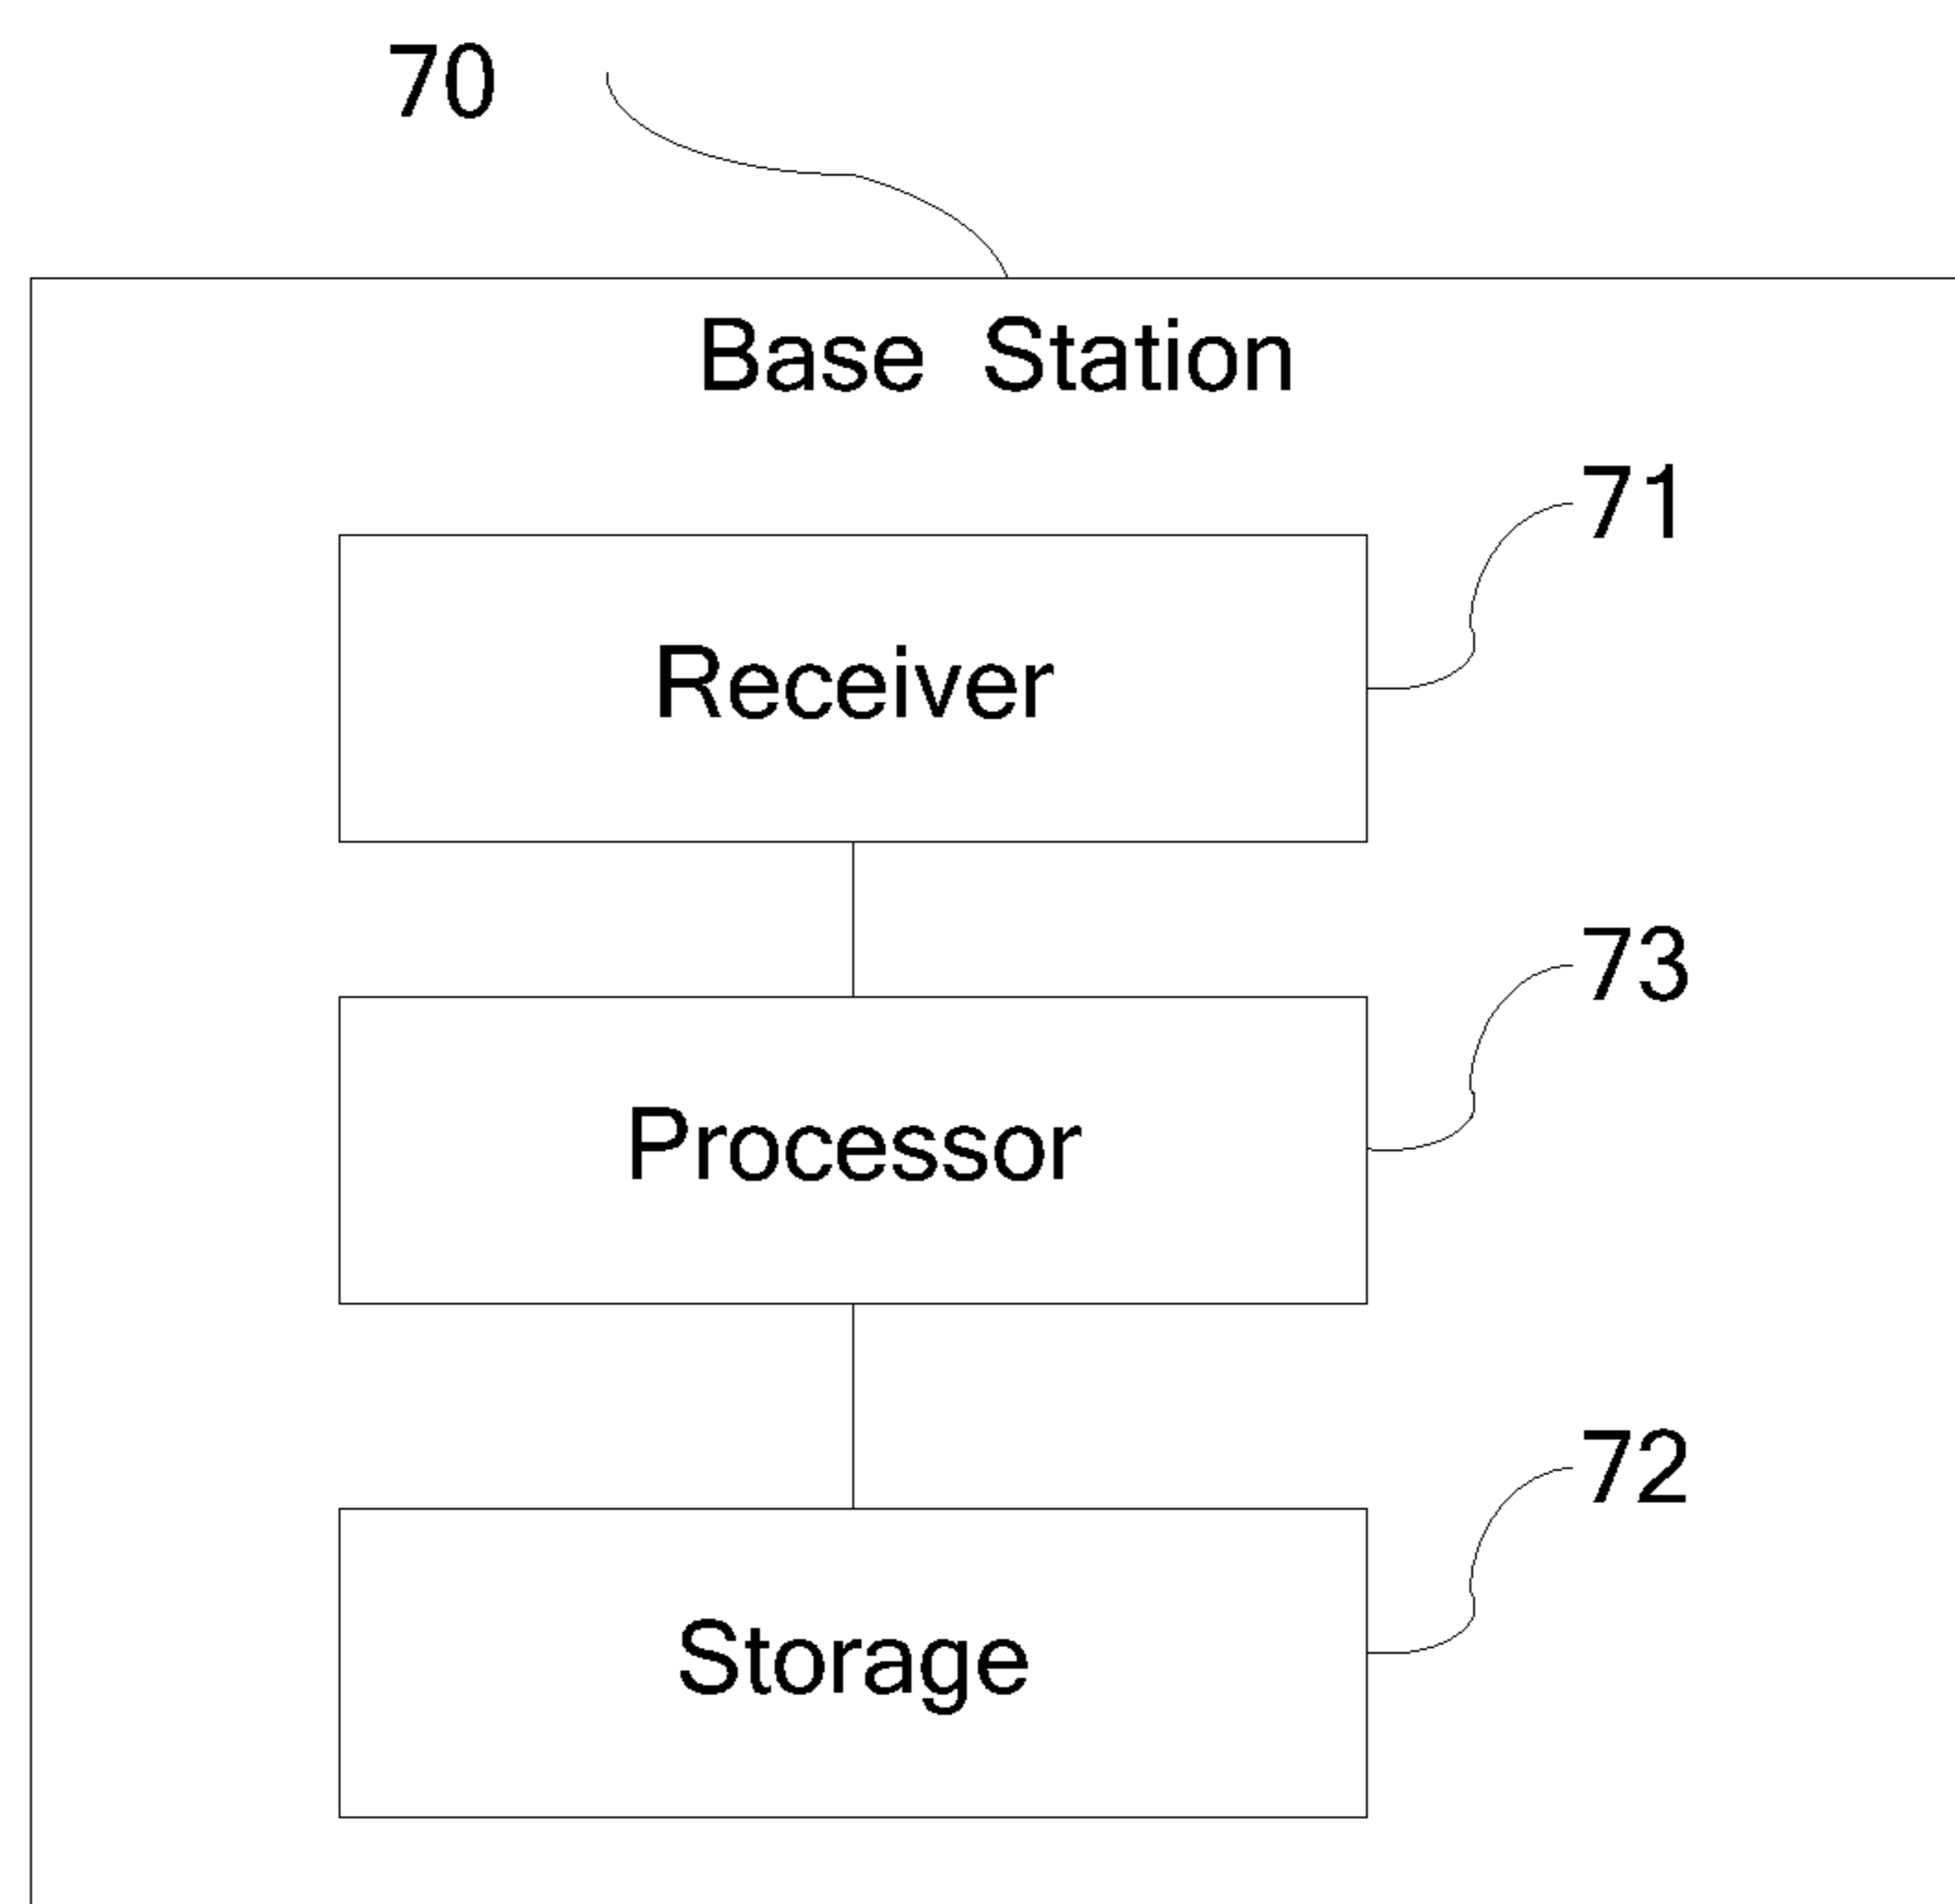 70
Base Station
71
Receiver
73
Processor
72
Storage